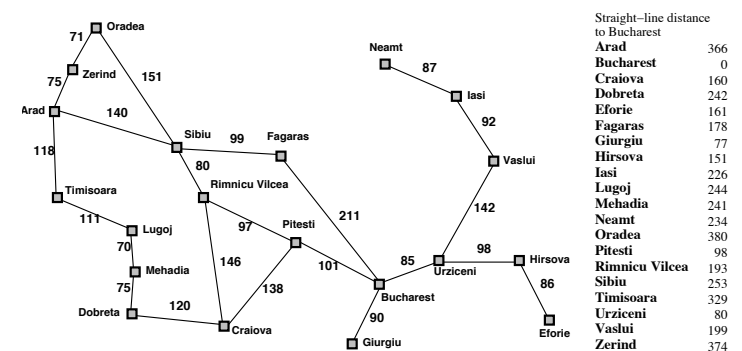 Oradea
71
Neamt
Zerind
87
75
151
Iasi
Arad
140
92
Sibiu
99
Fagaras
118
Vaslui
80
Timisoara
Rimnicu Vilcea
142
111
211
Lugoj
97
Pitesti
70
98
Hirsova
85
146
101
Mehadia
Urziceni
75
138
86
Bucharest
120
Dobreta
90
Craiova
Eforie
Giurgiu
Straight−line distance
to Bucharest
Arad 366
Bucharest 0
Craiova 160
Dobreta 242
Eforie 161
Fagaras 178
Giurgiu 77
Hirsova 151
Iasi 226
Lugoj 244
Mehadia 241
Neamt 234
Oradea 380
Pitesti 98
Rimnicu Vilcea 193
Sibiu 253
Timisoara 329
Urziceni 80
Vaslui 199
Zerind 374